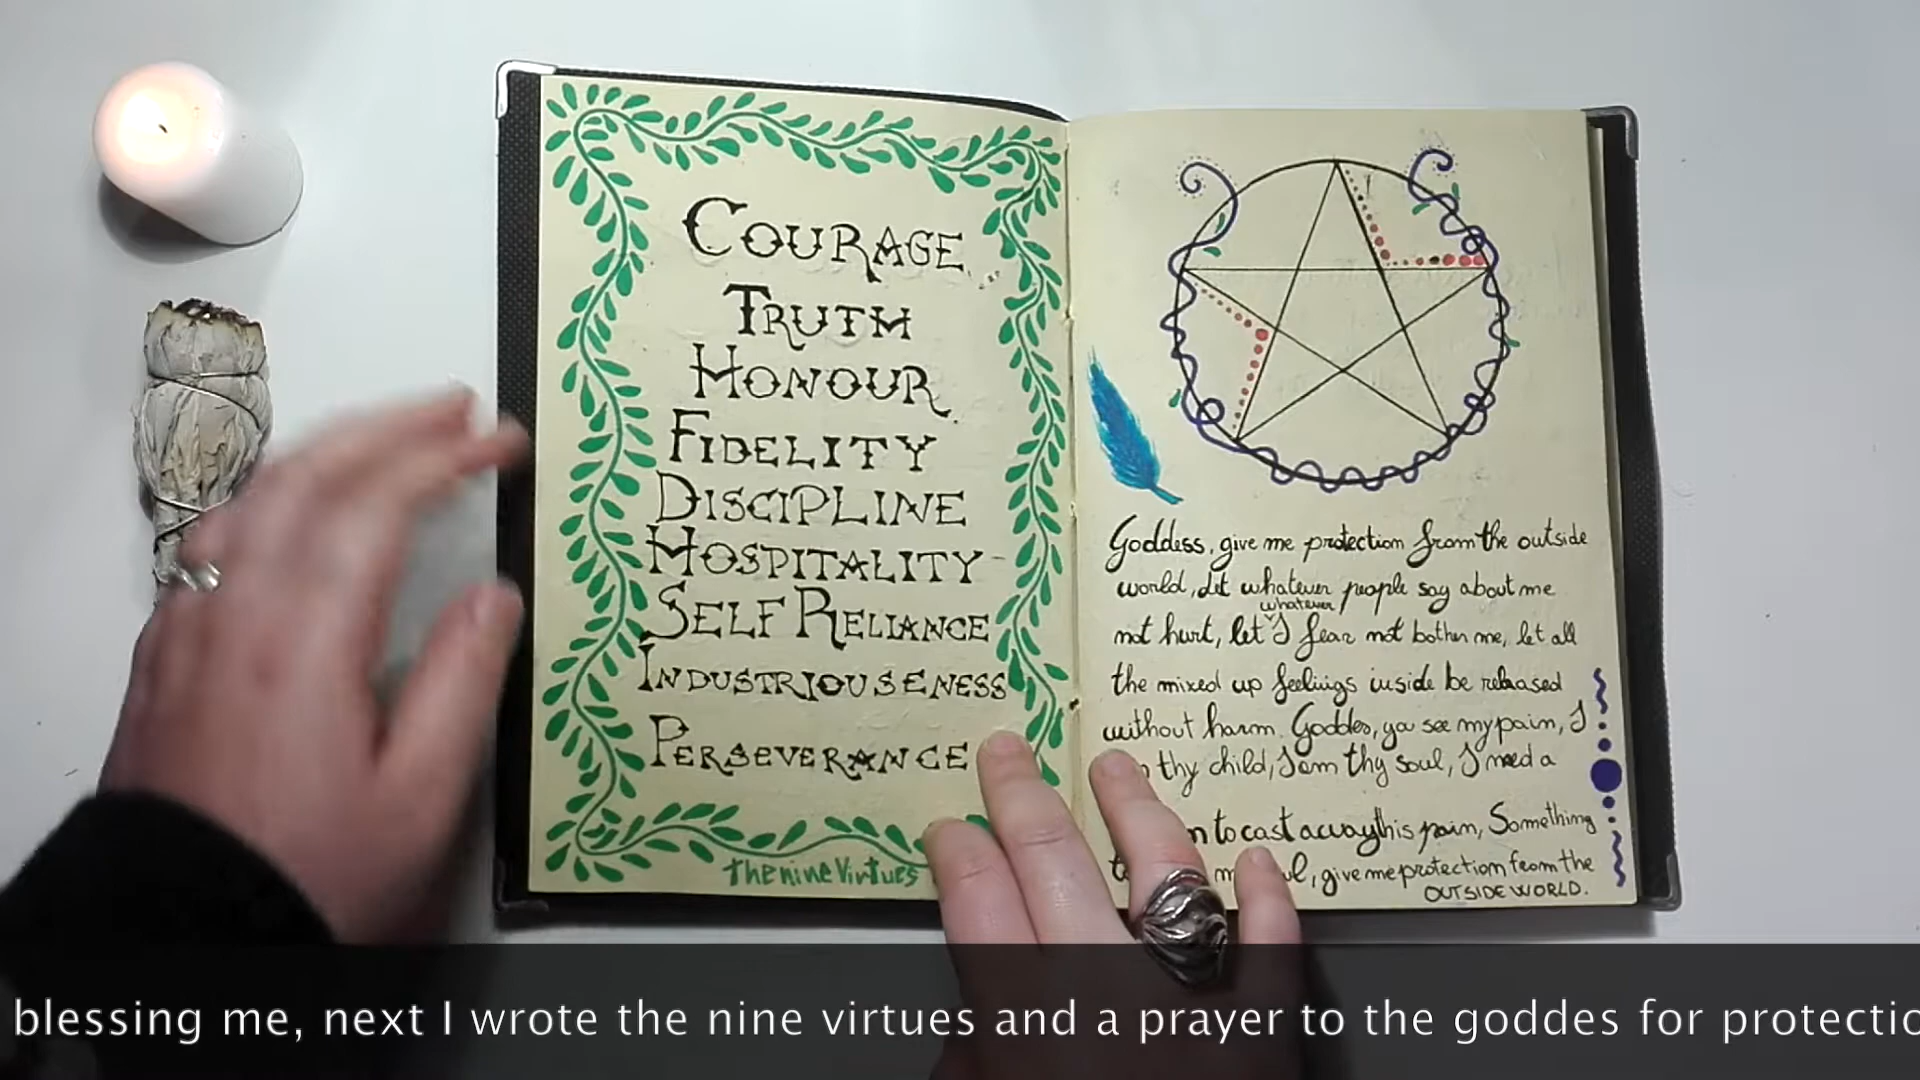 COURAGE
TRUTH
HONOUR
FIDELITY
DISCIPLINE
HOSPITALITY
SELF RELIANCE
INDUSTRIOUSENESS
PERSEVERANCE
The nine Virtues
Goddess, give me protection from the outside
world, let whatever people say about me
whatever
not hurt, let I fear not bother me, let all
the mixed up feelings inside be released
without harm. Goddes, you see my pain, I
thy child, I am thy soul, I need a
to cast away this pain, Something
give me protection from the
OUTSIDE WORLD.
blessing me, next I wrote the nine virtues and a prayer to the goddes for protectio